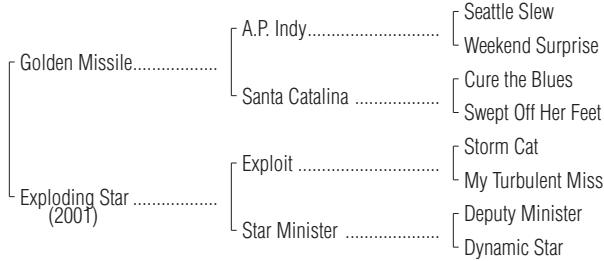 Seattle Slew
A.P. Indy........................................
Weekend Surprise
Golden Missile..................
Cure the Blues
Santa Catalina ..................
Swept Off Her Feet
Storm Cat
Exploit ..............................
My Turbulent Miss
Exploding Star ..................
(2001)
Deputy Minister
Star Minister ....................
Dynamic Star